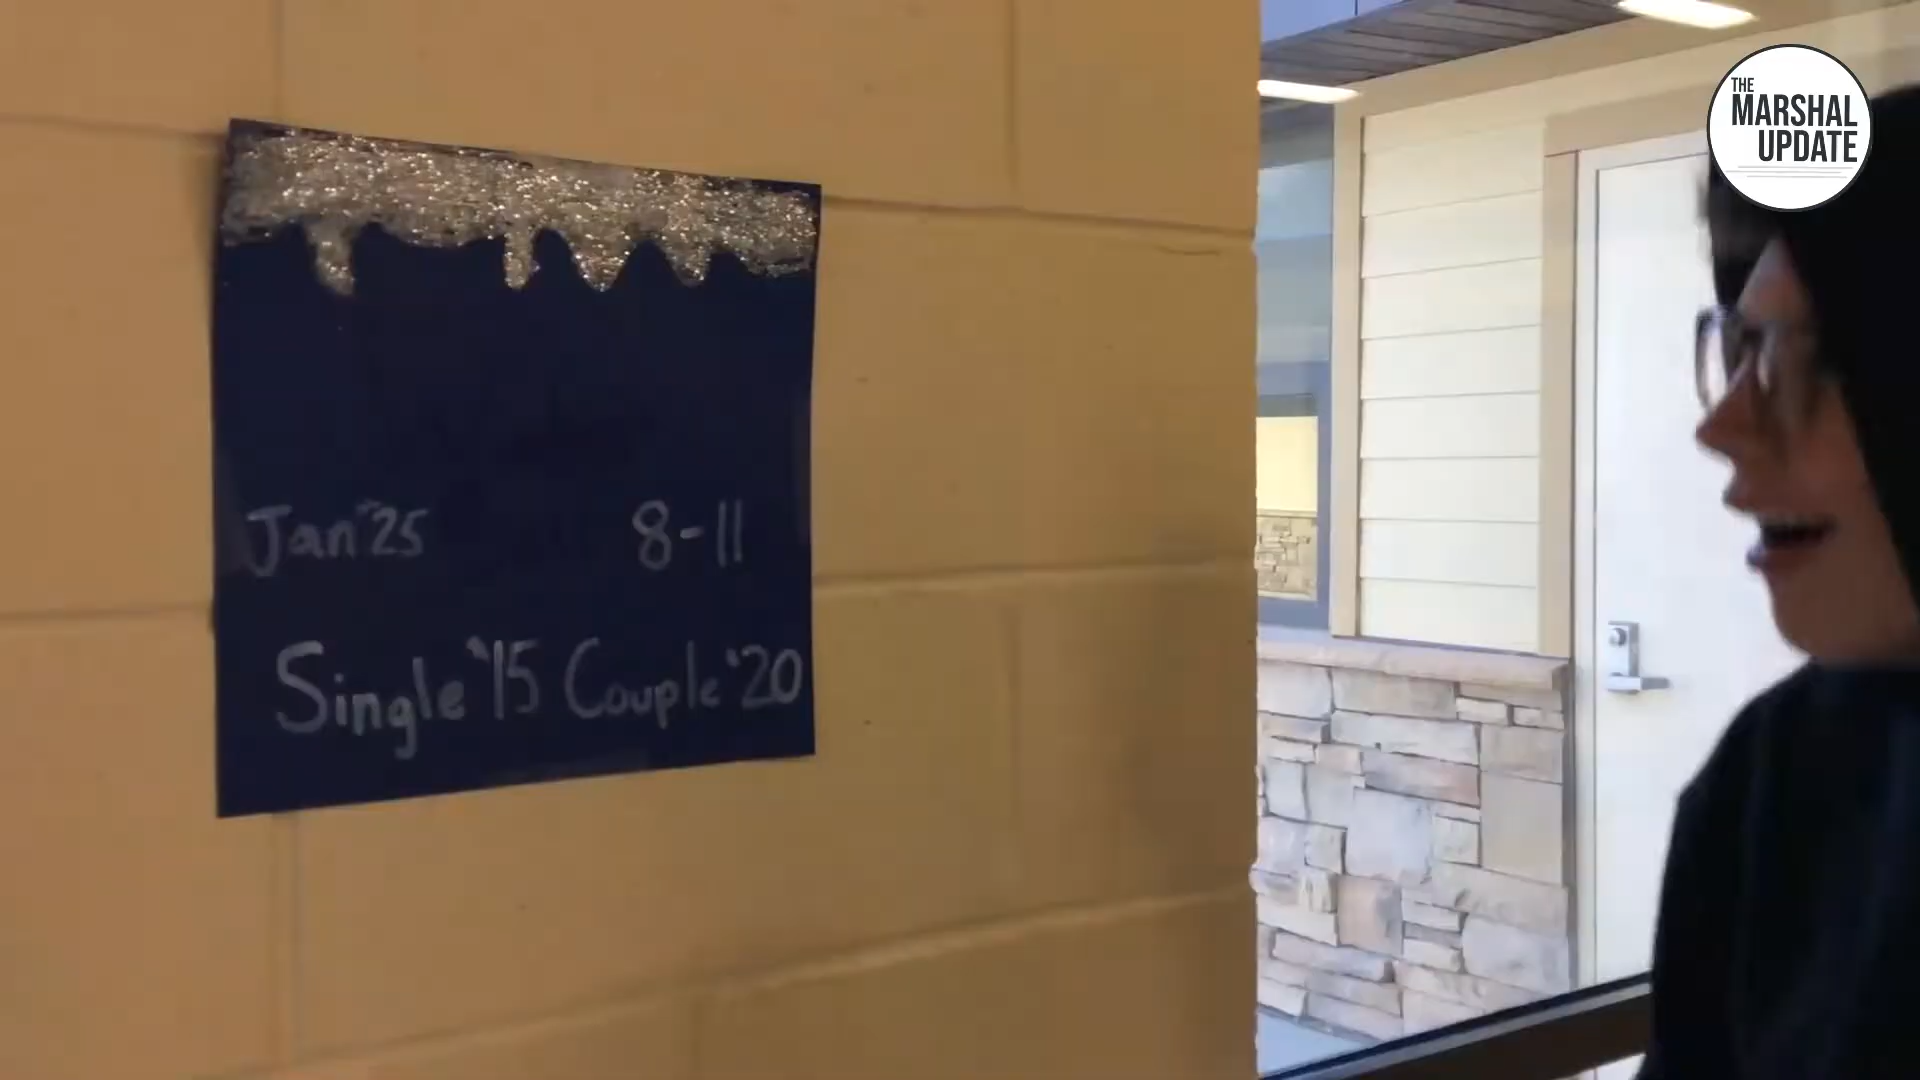 THE
MARSHAL
UPDATE
Jan 25 8-11
Single 15 Couple 20